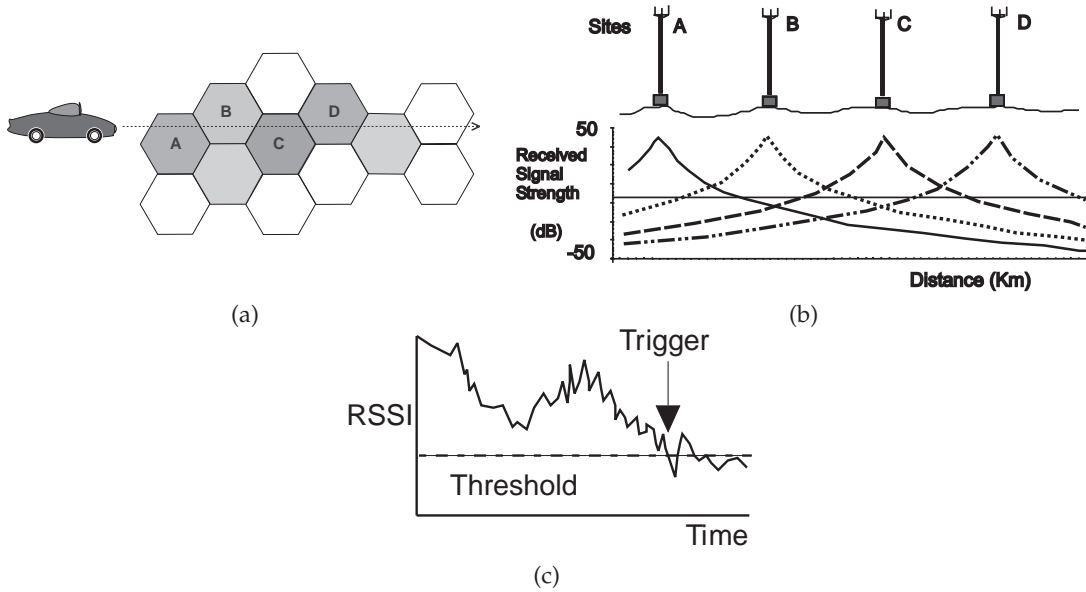 A
B
C
D
(a)
Sites A B C D
50
Received
Signal
Strength
(dB)
-50
Distance (Km)
(b)
Trigger
RSSI
Threshold
Time
(c)